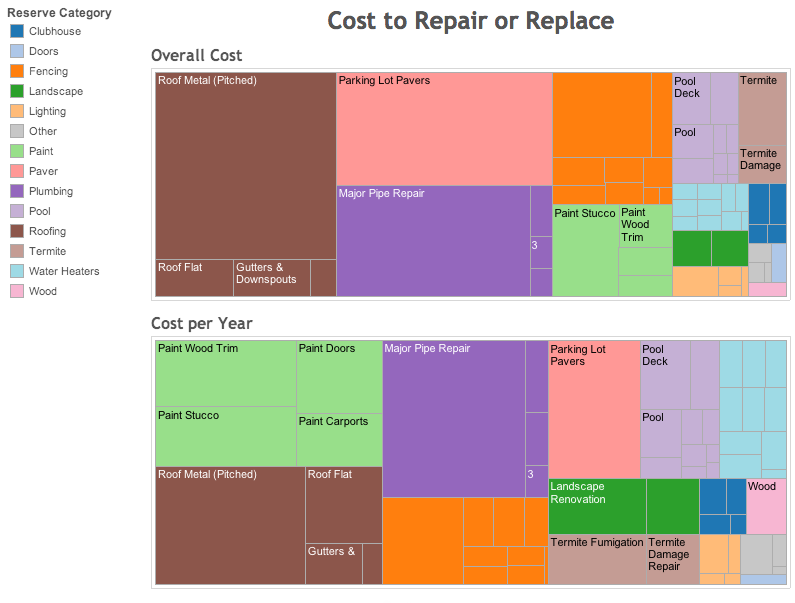 Cost to Repair or Replace
Reserve Category
Clubhouse
Doors
Fencing
Landscape
Lighting
Other
Paint
Paver
Plumbing
Pool
Roofing
Termite
Water Heaters
Wood
Overall Cost
Roof Metal (Pitched)
Parking Lot Pavers
Pool
Deck
Termite
Pool
Termite
Damage
Major Pipe Repair
3
Paint Stucco
Paint
Wood
Trim
Roof Flat
Gutters &
Downspouts
Cost per Year
Paint Wood Trim
Paint Doors
Major Pipe Repair
Parking Lot
Pavers
Pool
Deck
Paint Stucco
Paint Carports
Pool
Roof Metal (Pitched)
Roof Flat
3
Landscape
Renovation
Wood
Gutters &
Termite Fumigation
Termite
Damage
Repair